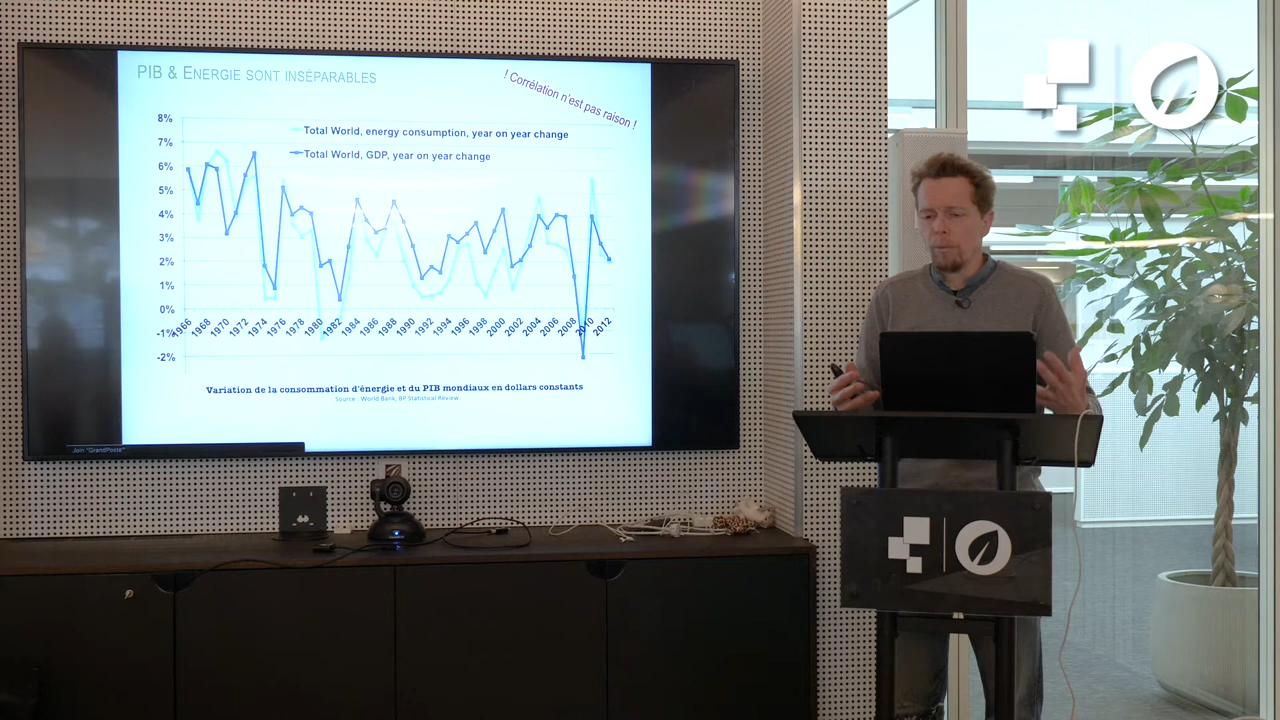 PIB & ENERGIE SONT INSÉPARABLES
! Corrélation n'est pas raison !
8%
7%
6%
5%
4%
3%
2%
1%
0%
-1%
-2%
Total World, energy consumption, year on year change
Total World, GDP, year on year change
1966 1968 1970 1972 1974 1976 1978 1980 1982 1984 1986 1988 1990 1992 1994 1996 1998 2000 2002 2004 2006 2008 2010 2012
Variation de la consommation d'énergie et du PIB mondiaux en dollars constants
Source : World Bank, BP Statistical Review
Join "GrandPoste"